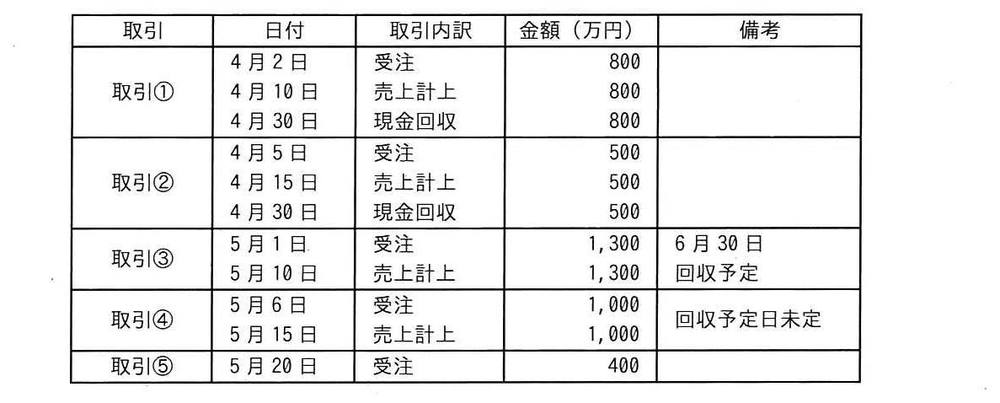 取引 日付 取引内訳 金額（万円） 備考
4月2日 受注 800
取引① 4月10日 売上計上 800
4月30日 現金回収 800
4月5日 受注 500
取引② 4月15日 売上計上 500
4月30日 現金回収 500
取引③ 5月1日 受注 1,300 6月30日
5月10日 売上計上 1,300 回収予定
取引④ 5月6日 受注 1,000 回収予定日未定
5月15日 売上計上 1,000
取引⑤ 5月20日 受注 400